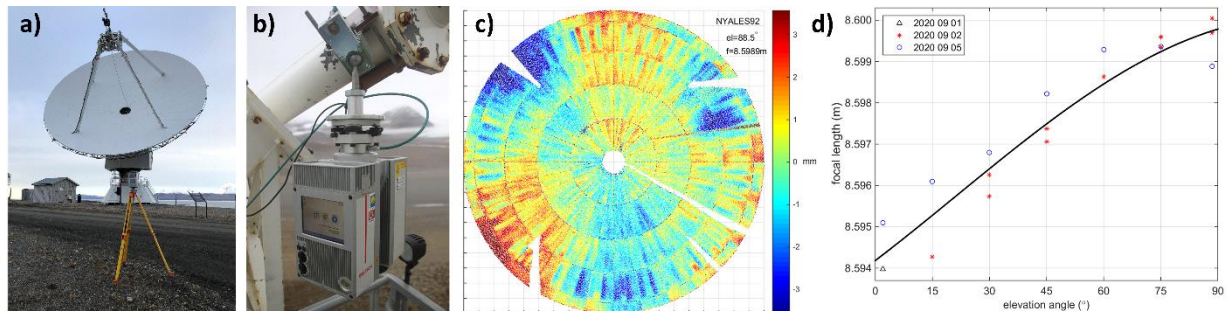 a)
b)
c)
NYALES92
el=88.5°
f=8.5989m
3
2
1
0 mm
-1
-2
-3
d)
8.600
8.599
8.598
8.597
8.596
8.595
8.594
focal length (m)
2020 09 01
2020 09 02
2020 09 05
0 15 30 45 60 75 90
elevation angle (°)